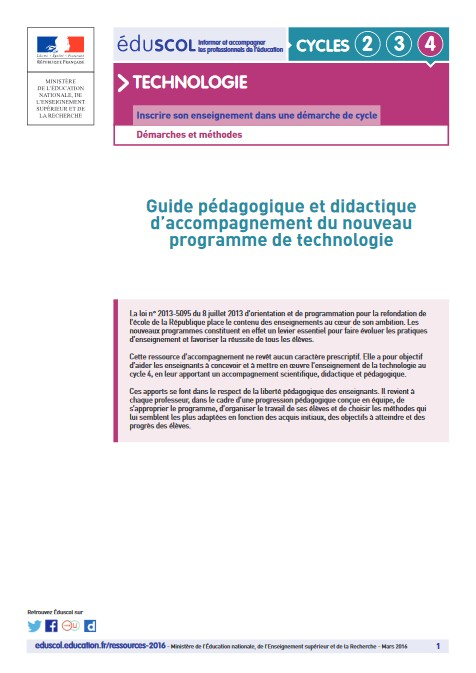 Liberté • Égalité • Fraternité
RÉPUBLIQUE FRANÇAISE
MINISTÈRE
DE L'ÉDUCATION
NATIONALE, DE
L'ENSEIGNEMENT
SUPÉRIEUR ET DE
LA RECHERCHE
éduSCOL
Informer et accompagner
les professionnels de l'éducation
CYCLES 2 3 4
TECHNOLOGIE
Inscrire son enseignement dans une démarche de cycle
Démarches et méthodes
Guide pédagogique et didactique
d'accompagnement du nouveau
programme de technologie
La loi n° 2013-5095 du 8 juillet 2013 d'orientation et de programmation pour la refondation de
l'école de la République place le contenu des enseignements au cœur de son ambition. Les
nouveaux programmes constituent en effet un levier essentiel pour faire évoluer les pratiques
d'enseignement et favoriser la réussite de tous les élèves.
Cette ressource d'accompagnement ne revêt aucun caractère prescriptif. Elle a pour objectif
d'aider les enseignants à concevoir et à mettre en œuvre l'enseignement de la technologie au
cycle 4, en leur apportant un accompagnement scientifique, didactique et pédagogique.
Ces apports se font dans le respect de la liberté pédagogique des enseignants. Il revient à
chaque professeur, dans le cadre d'une progression pédagogique conçue en équipe, de
s'approprier le programme, d'organiser le travail de ses élèves et de choisir les méthodes qui
lui semblent les plus adaptées en fonction des acquis initiaux, des objectifs à atteindre et des
progrès des élèves.
Retrouvez Éduscol sur
eduscol.education.fr/ressources-2016 - Ministère de l'Éducation nationale, de l'Enseignement supérieur et de la Recherche - Mars 2016 1